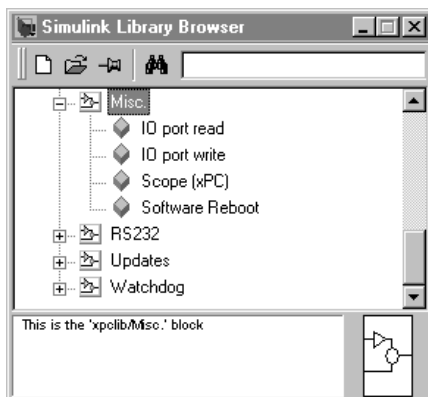 Simulink Library Browser
Misc.
IO port read
IO port write
Scope (xPC)
Software Reboot
RS232
Updates
Watchdog
This is the 'xpclib/Misc.' block